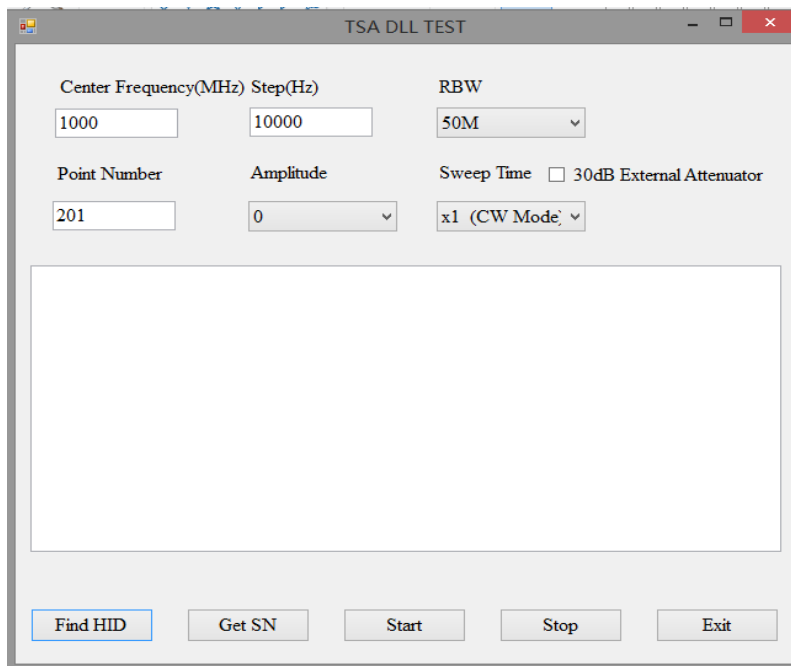 TSA DLL TEST
Center Frequency(MHz) Step(Hz) RBW
1000 10000 50M
Point Number Amplitude Sweep Time 30dB External Attenuator
201 0 x1 (CW Mode)
Find HID Get SN Start Stop Exit